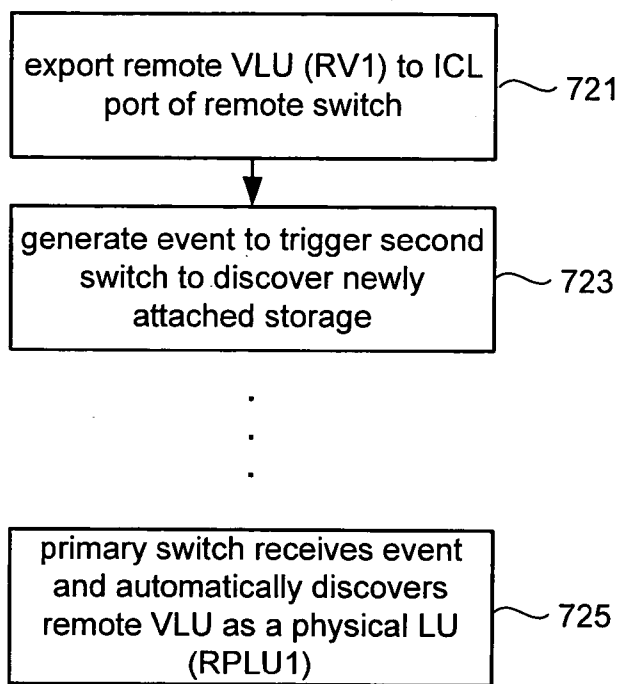 export remote VLU (RV1) to ICL
port of remote switch
721
generate event to trigger second
switch to discover newly
attached storage
723
primary switch receives event
and automatically discovers
remote VLU as a physical LU
(RPLU1)
725